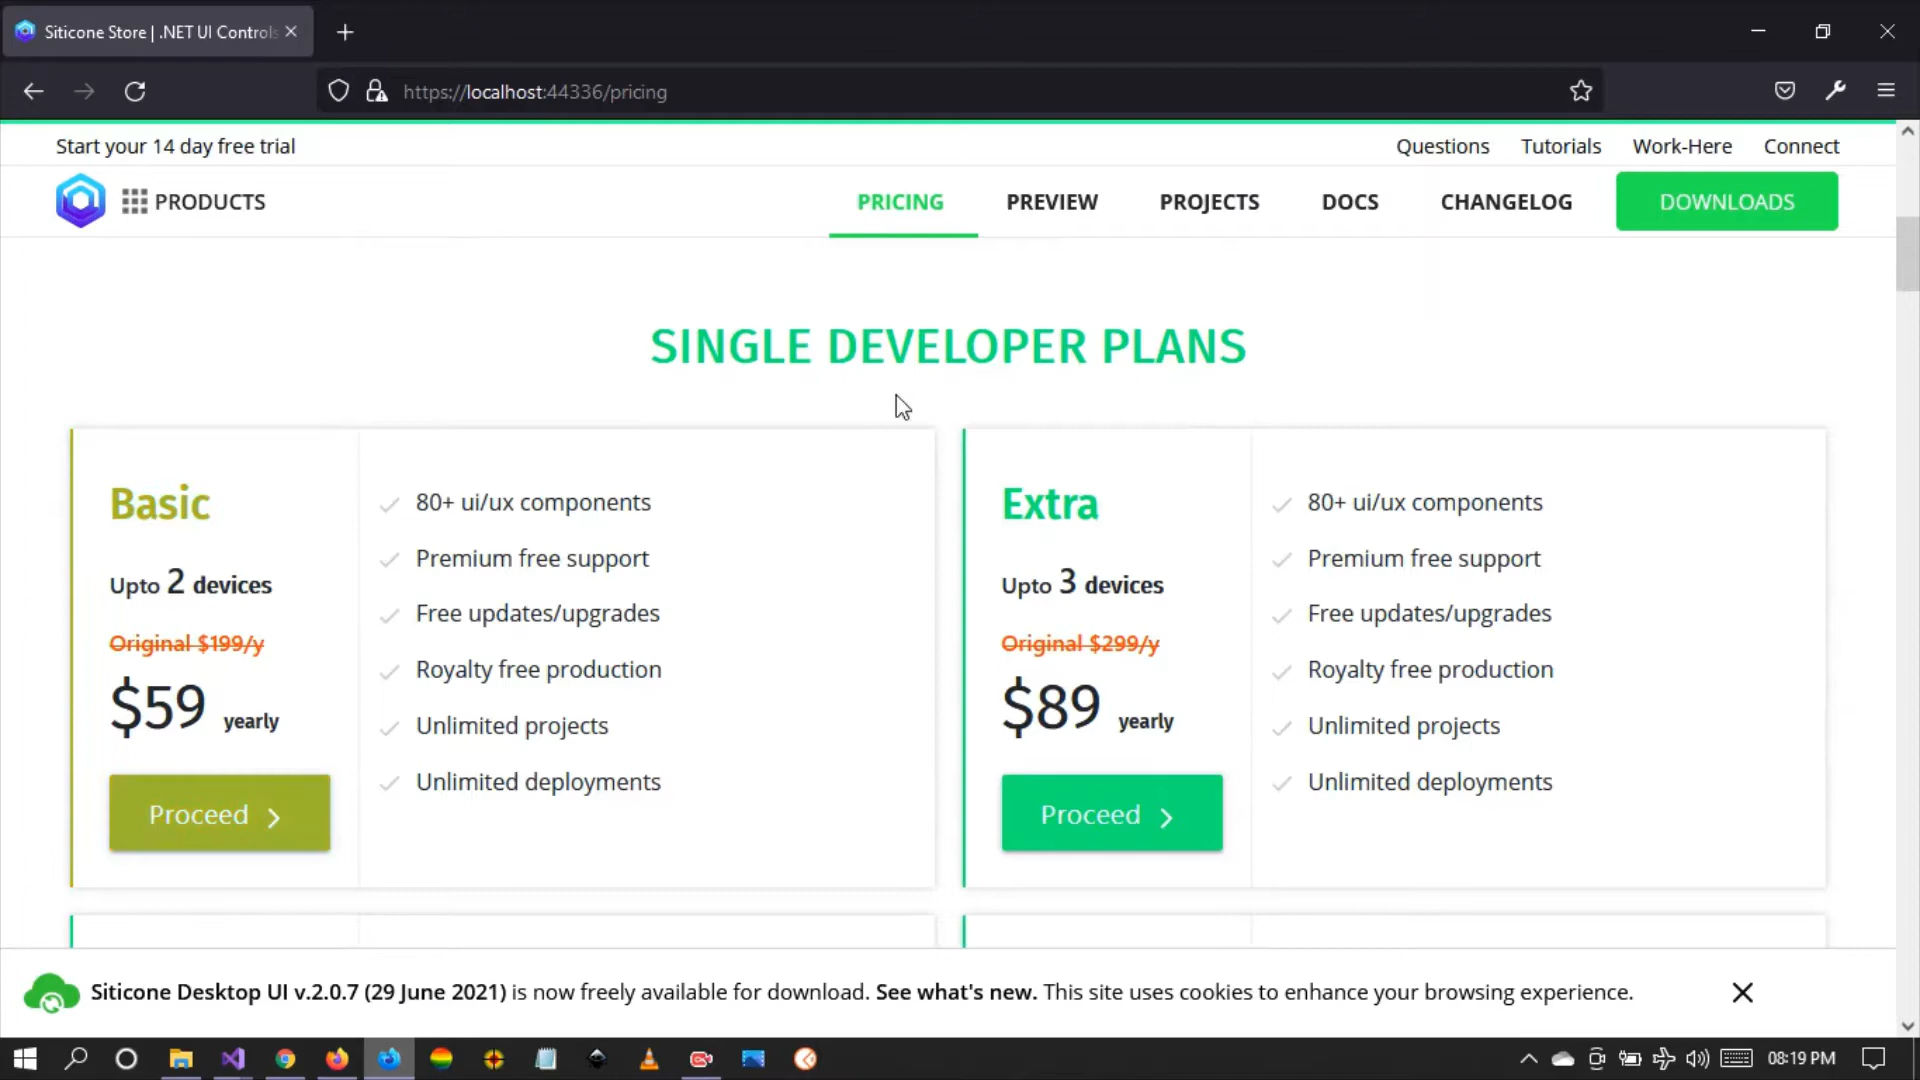 Siticone Store | .NET UI Controls
https://localhost:44336/pricing
Start your 14 day free trial
Questions
Tutorials
Work-Here
Connect
PRODUCTS
PRICING
PREVIEW
PROJECTS
DOCS
CHANGELOG
DOWNLOADS
SINGLE DEVELOPER PLANS
Basic
Upto 2 devices
Original $199/y
$59 yearly
Proceed
80+ ui/ux components
Premium free support
Free updates/upgrades
Royalty free production
Unlimited projects
Unlimited deployments
Extra
Upto 3 devices
Original $299/y
$89 yearly
Proceed
80+ ui/ux components
Premium free support
Free updates/upgrades
Royalty free production
Unlimited projects
Unlimited deployments
Siticone Desktop UI v.2.0.7 (29 June 2021) is now freely available for download. See what's new. This site uses cookies to enhance your browsing experience.
08:19 PM